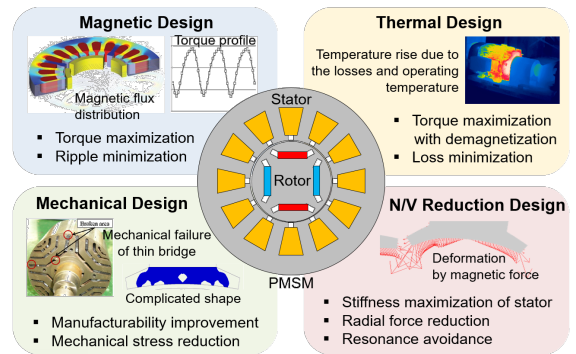 Magnetic Design
Torque profile
Magnetic flux
distribution
▪ Torque maximization
▪ Ripple minimization
Thermal Design
Temperature rise due to
the losses and operating
temperature
▪ Torque maximization
with demagnetization
▪ Loss minimization
Stator
Rotor
PMSM
Mechanical Design
Broken area
Mechanical failure
of thin bridge
Complicated shape
▪ Manufacturability improvement
▪ Mechanical stress reduction
N/V Reduction Design
Deformation
by magnetic force
▪ Stiffness maximization of stator
▪ Radial force reduction
▪ Resonance avoidance